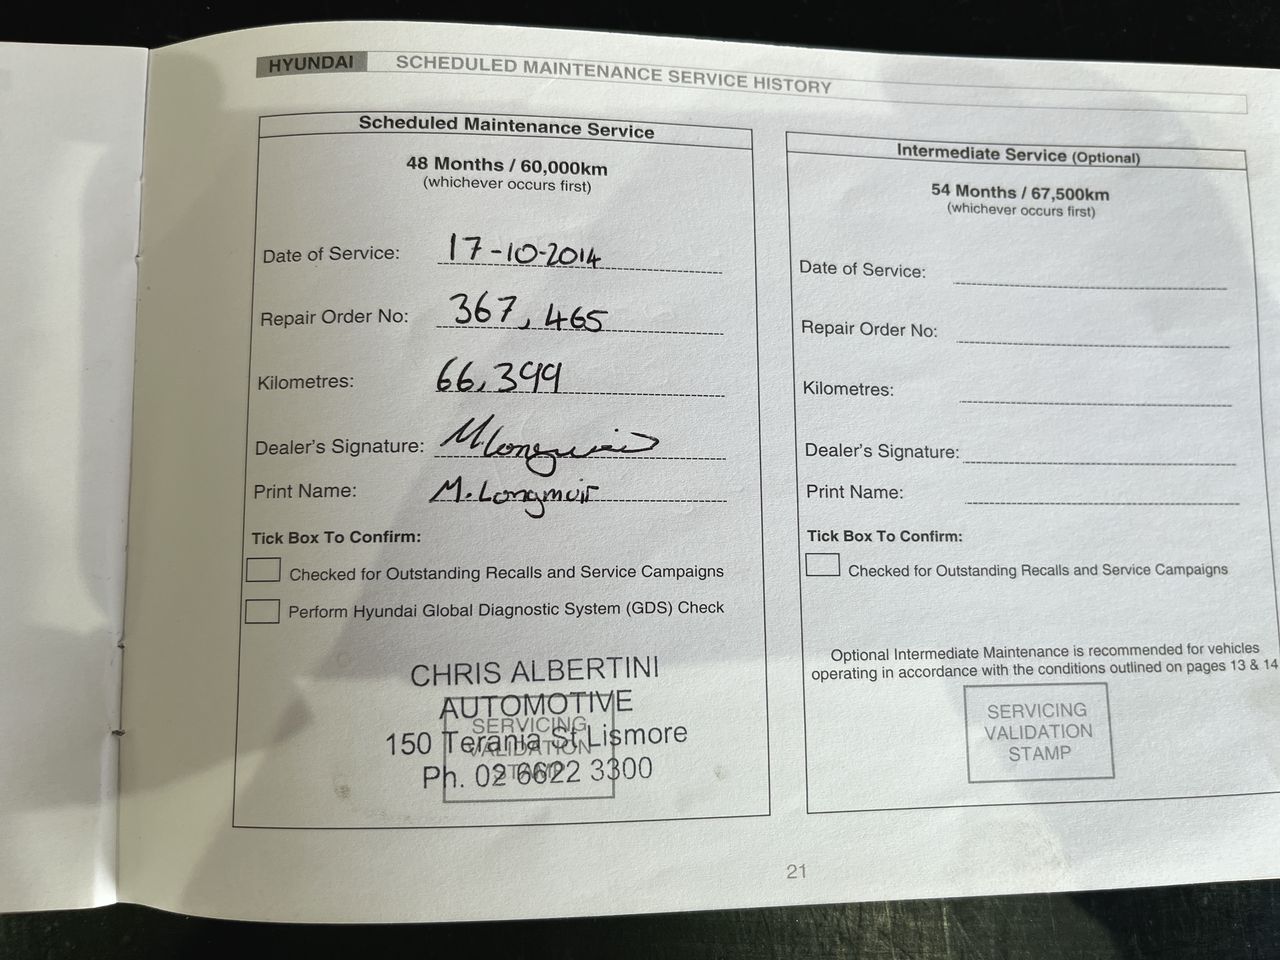 HYUNDAI SCHEDULED MAINTENANCE SERVICE HISTORY
Scheduled Maintenance Service
48 Months / 60,000km
(whichever occurs first)
Date of Service: 17-10-2014
Repair Order No: 367,465
Kilometres: 66,399
Dealer's Signature: M. Longmuir
Print Name: M. Longmuir
Tick Box To Confirm:
Checked for Outstanding Recalls and Service Campaigns
Perform Hyundai Global Diagnostic System (GDS) Check
CHRIS ALBERTINI
AUTOMOTIVE
150 Terania St Lismore
Ph. 02 6622 3300
SERVICING
VALIDATION
STAMP
Intermediate Service (Optional)
54 Months / 67,500km
(whichever occurs first)
Date of Service:
Repair Order No:
Kilometres:
Dealer's Signature:
Print Name:
Tick Box To Confirm:
Checked for Outstanding Recalls and Service Campaigns
Optional Intermediate Maintenance is recommended for vehicles
operating in accordance with the conditions outlined on pages 13 & 14
SERVICING
VALIDATION
STAMP
21